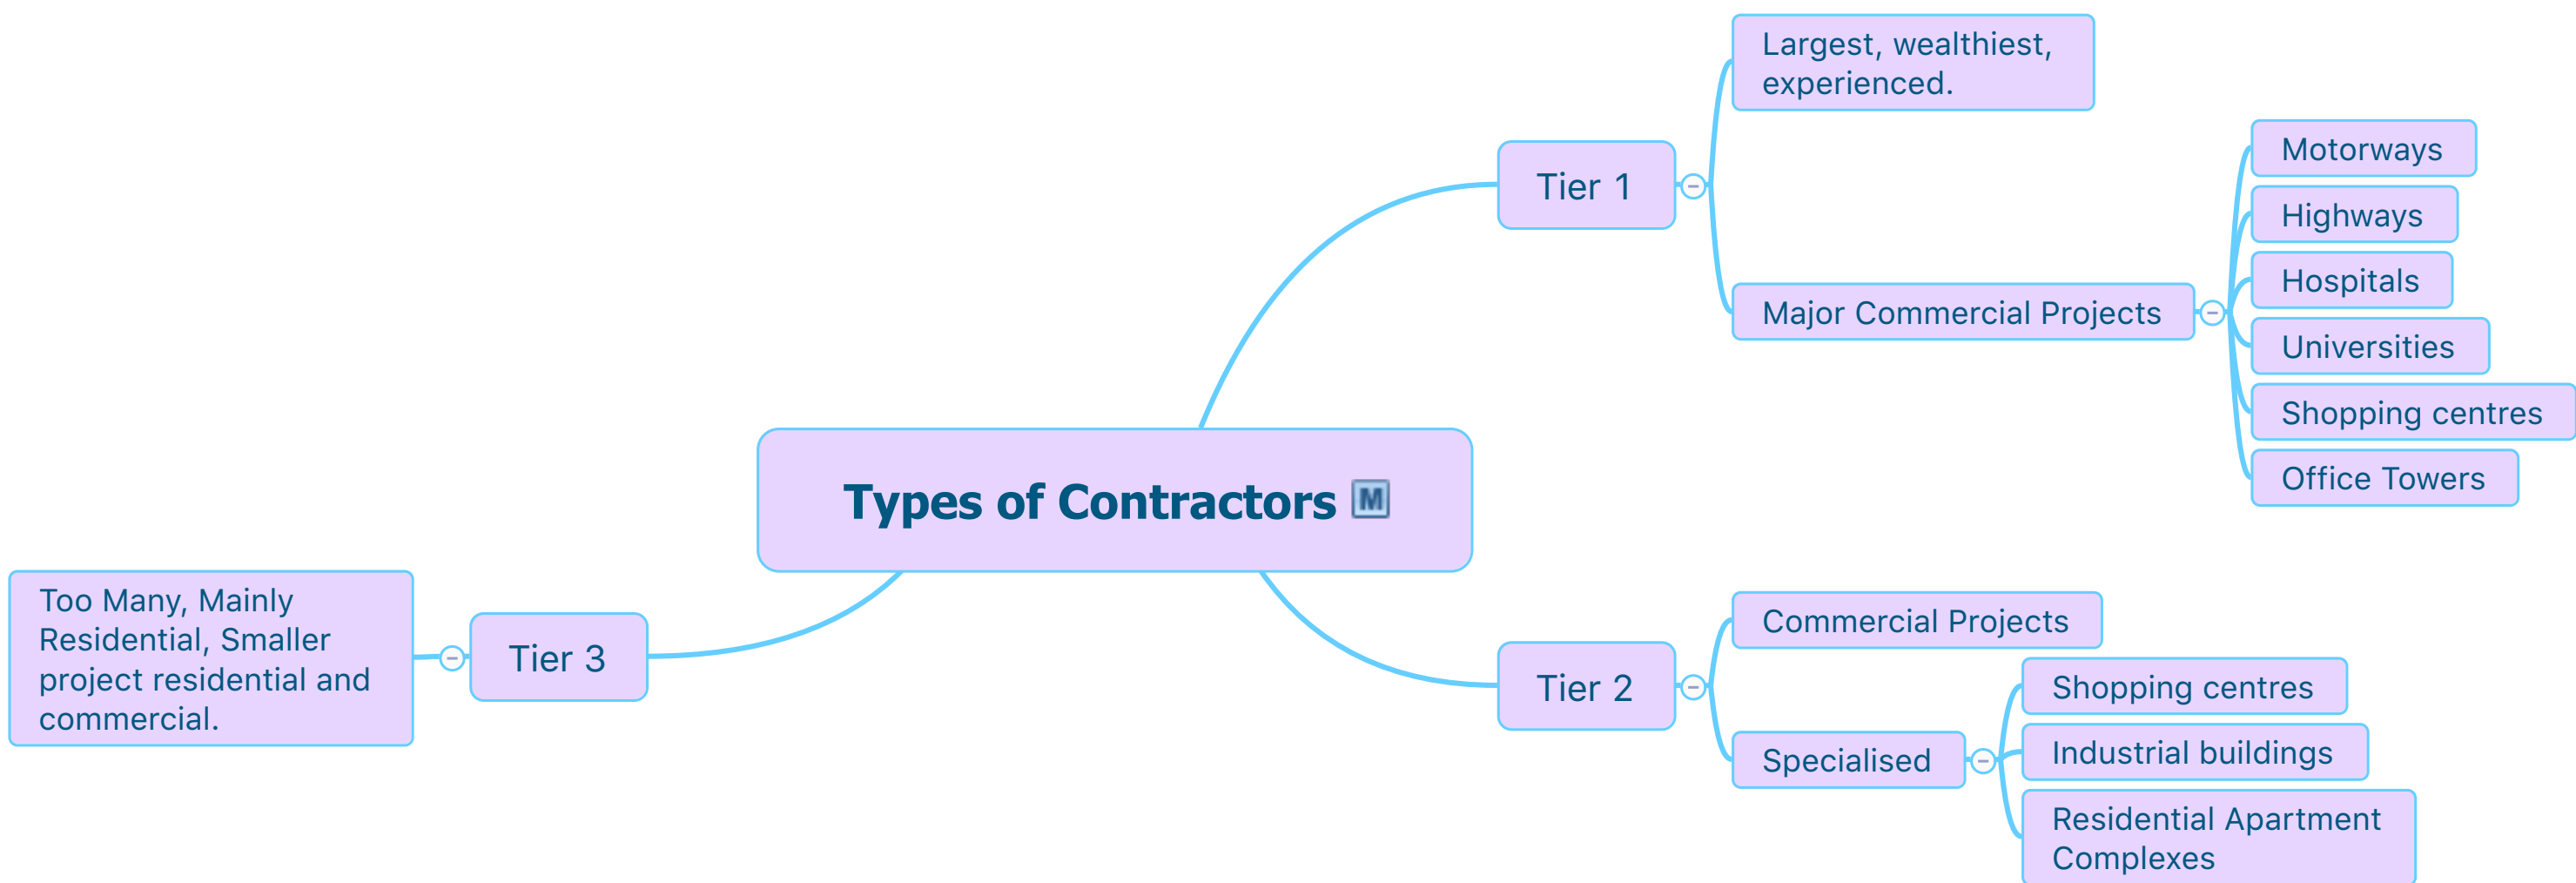 Types of Contractors M
Tier 1
Largest, wealthiest,
experienced.
Major Commercial Projects
Motorways
Highways
Hospitals
Universities
Shopping centres
Office Towers
Tier 2
Commercial Projects
Specialised
Shopping centres
Industrial buildings
Residential Apartment
Complexes
Tier 3
Too Many, Mainly
Residential, Smaller
project residential and
commercial.